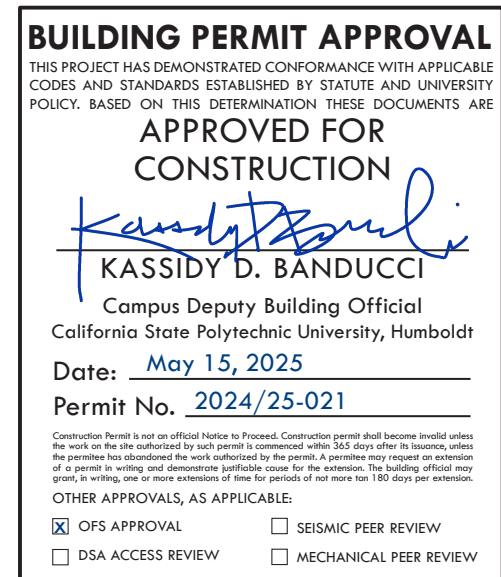 BUILDING PERMIT APPROVAL
THIS PROJECT HAS DEMONSTRATED CONFORMANCE WITH APPLICABLE
CODES AND STANDARDS ESTABLISHED BY STATUTE AND UNIVERSITY
POLICY. BASED ON THIS DETERMINATION THESE DOCUMENTS ARE
APPROVED FOR
CONSTRUCTION
KASSIDY D. BANDUCCI
Campus Deputy Building Official
California State Polytechnic University, Humboldt
Date: May 15, 2025
Permit No. 2024/25-021
Construction Permit is not an official Notice to Proceed. Construction permit shall become invalid unless
the work on the site authorized by such permit is commenced within 365 days after its issuance, unless
the permitee has abandoned the work authorized by the permit. A permitee may request an extension
of a permit in writing and demonstrate justifiable cause for the extension. The building official may
grant, in writing, one or more extensions of time for periods of not more tan 180 days per extension.
OTHER APPROVALS, AS APPLICABLE:
X OFS APPROVAL SEISMIC PEER REVIEW
DSA ACCESS REVIEW MECHANICAL PEER REVIEW